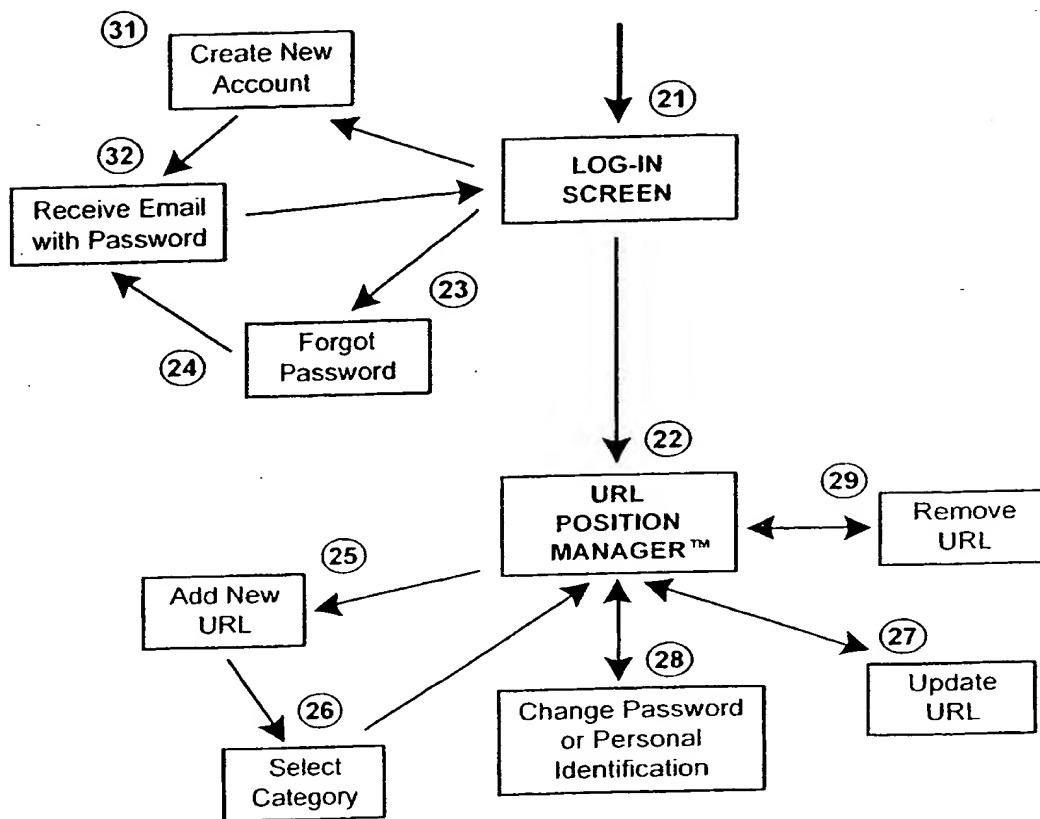 31
Create New
Account
21
LOG-IN
SCREEN
32
Receive Email
with Password
23
Forgot
Password
24
22
URL
POSITION
MANAGER™
29
Remove
URL
25
Add New
URL
27
Update
URL
28
Change Password
or Personal
Identification
26
Select
Category